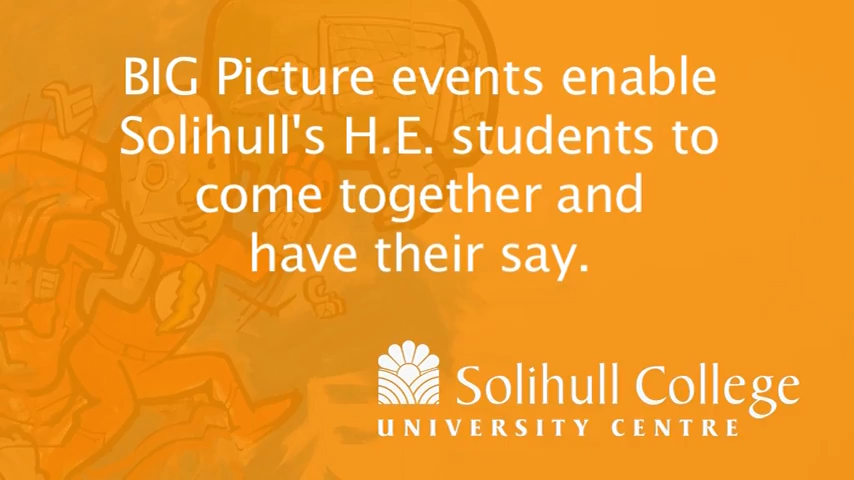 BIG Picture events enable
Solihull's H.E. students to
come together and
have their say.
Solihull College
UNIVERSITY CENTRE